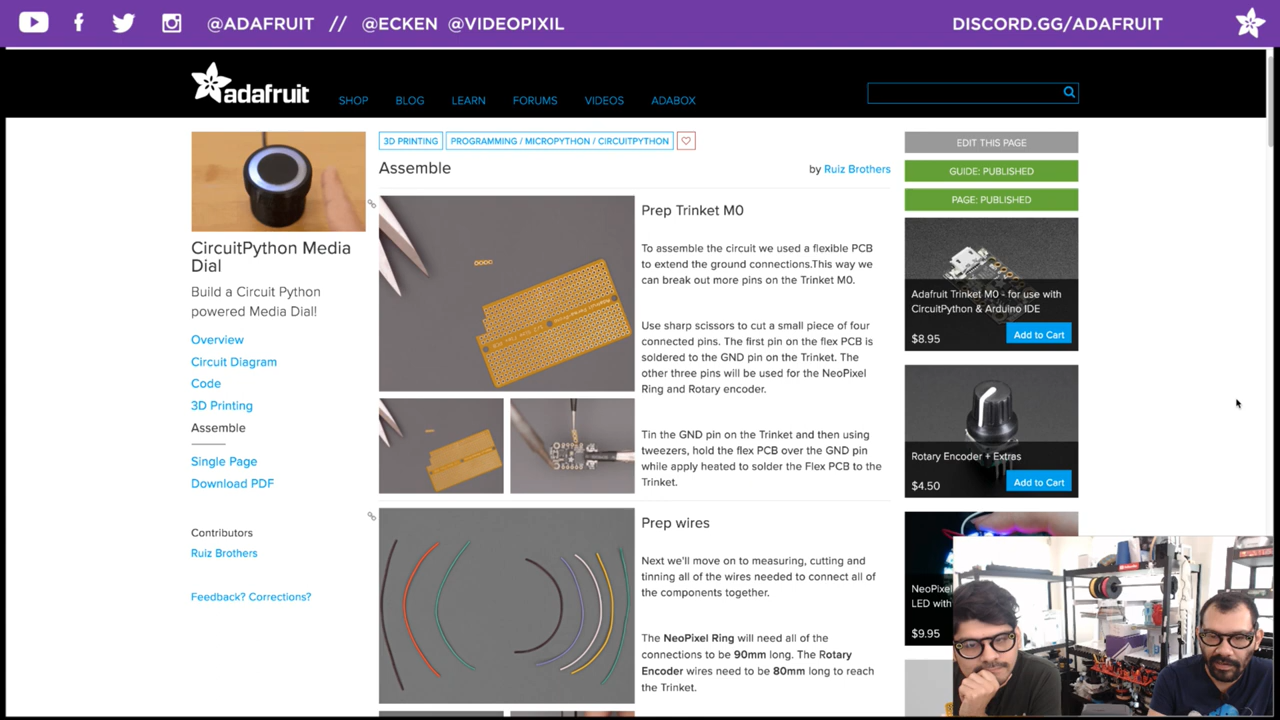 @ADAFRUIT // @ECKEN @VIDEOPIXIL
DISCORD.GG/ADAFRUIT
adafruit
SHOP
BLOG
LEARN
FORUMS
VIDEOS
ADABOX
3D PRINTING
PROGRAMMING / MICROPYTHON / CIRCUITPYTHON
Assemble
by Ruiz Brothers
CircuitPython Media
Dial
Build a Circuit Python
powered Media Dial!
Overview
Circuit Diagram
Code
3D Printing
Assemble
Single Page
Download PDF
Contributors
Ruiz Brothers
Feedback? Corrections?
Prep Trinket M0
To assemble the circuit we used a flexible PCB
to extend the ground connections.This way we
can break out more pins on the Trinket M0.
Use sharp scissors to cut a small piece of four
connected pins. The first pin on the flex PCB is
soldered to the GND pin on the Trinket. The
other three pins will be used for the NeoPixel
Ring and Rotary encoder.
Tin the GND pin on the Trinket and then using
tweezers, hold the flex PCB over the GND pin
while apply heated to solder the Flex PCB to the
Trinket.
Prep wires
Next we'll move on to measuring, cutting and
tinning all of the wires needed to connect all of
the components together.
The NeoPixel Ring will need all of the
connections to be 90mm long. The Rotary
Encoder wires need to be 80mm long to reach
the Trinket.
EDIT THIS PAGE
GUIDE: PUBLISHED
PAGE: PUBLISHED
Adafruit Trinket M0 - for use with
CircuitPython & Arduino IDE
$8.95
Add to Cart
Rotary Encoder + Extras
$4.50
Add to Cart
NeoPixel
LED with
$9.95